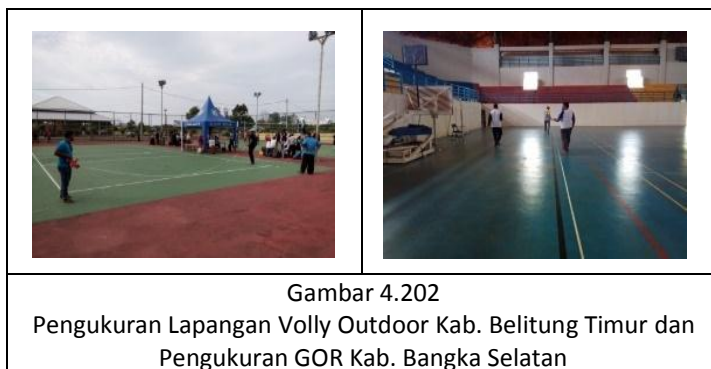 Gambar 4.202
Pengukuran Lapangan Volly Outdoor Kab. Belitung Timur dan
Pengukuran GOR Kab. Bangka Selatan